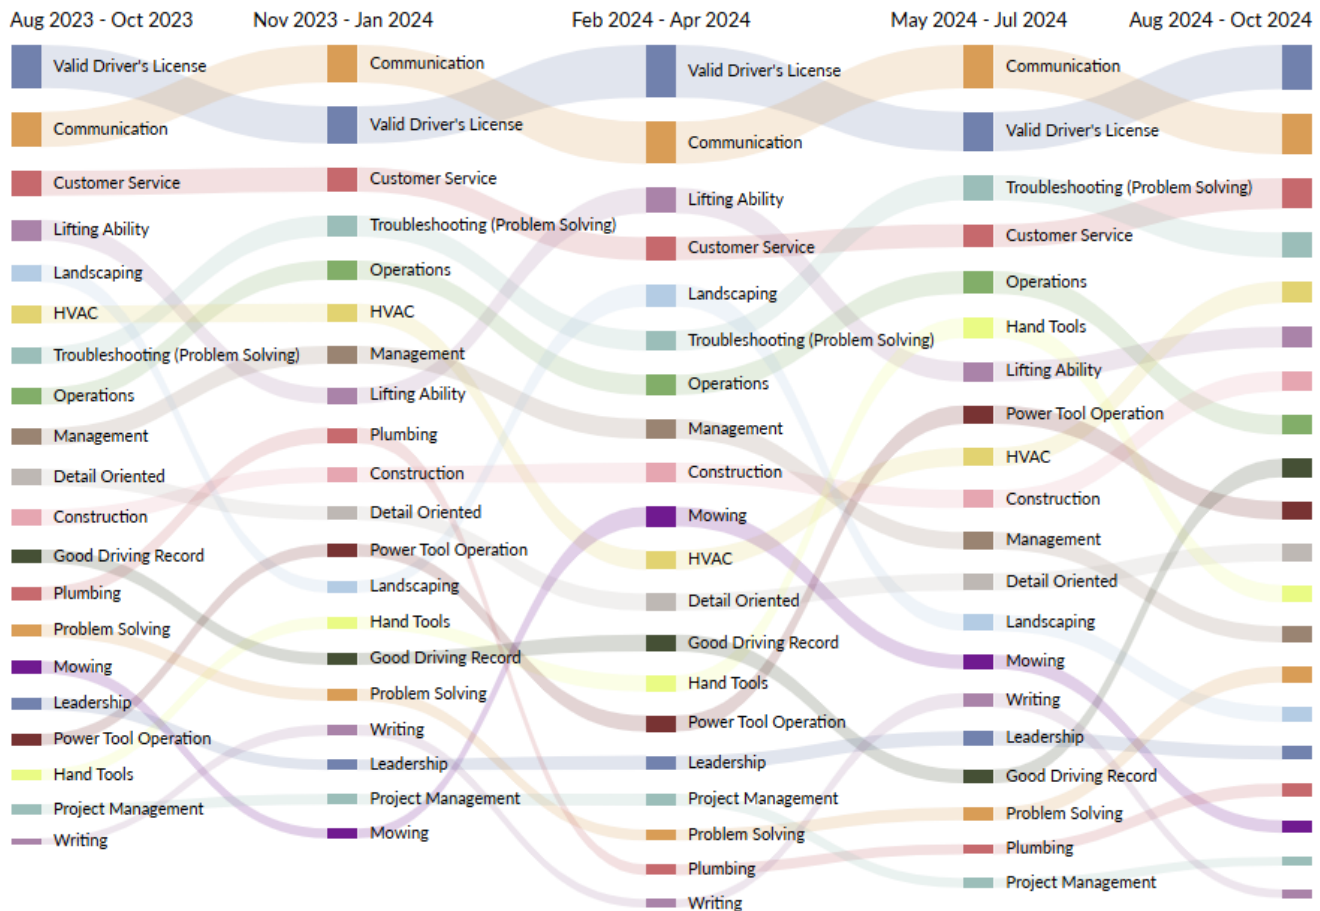 Aug 2023 - Oct 2023
Nov 2023 - Jan 2024
Feb 2024 - Apr 2024
May 2024 - Jul 2024
Aug 2024 - Oct 2024
Valid Driver's License
Communication
Customer Service
Lifting Ability
Landscaping
HVAC
Troubleshooting (Problem Solving)
Operations
Management
Detail Oriented
Construction
Good Driving Record
Plumbing
Problem Solving
Mowing
Leadership
Power Tool Operation
Hand Tools
Project Management
Writing
Communication
Valid Driver's License
Customer Service
Troubleshooting (Problem Solving)
Operations
HVAC
Management
Lifting Ability
Plumbing
Construction
Detail Oriented
Power Tool Operation
Landscaping
Hand Tools
Good Driving Record
Problem Solving
Writing
Leadership
Project Management
Mowing
Valid Driver's License
Communication
Lifting Ability
Customer Service
Landscaping
Troubleshooting (Problem Solving)
Operations
Management
Construction
Mowing
HVAC
Detail Oriented
Good Driving Record
Hand Tools
Power Tool Operation
Leadership
Project Management
Problem Solving
Plumbing
Writing
Communication
Valid Driver's License
Troubleshooting (Problem Solving)
Customer Service
Operations
Hand Tools
Lifting Ability
Power Tool Operation
HVAC
Construction
Management
Detail Oriented
Landscaping
Mowing
Writing
Leadership
Good Driving Record
Problem Solving
Plumbing
Project Management